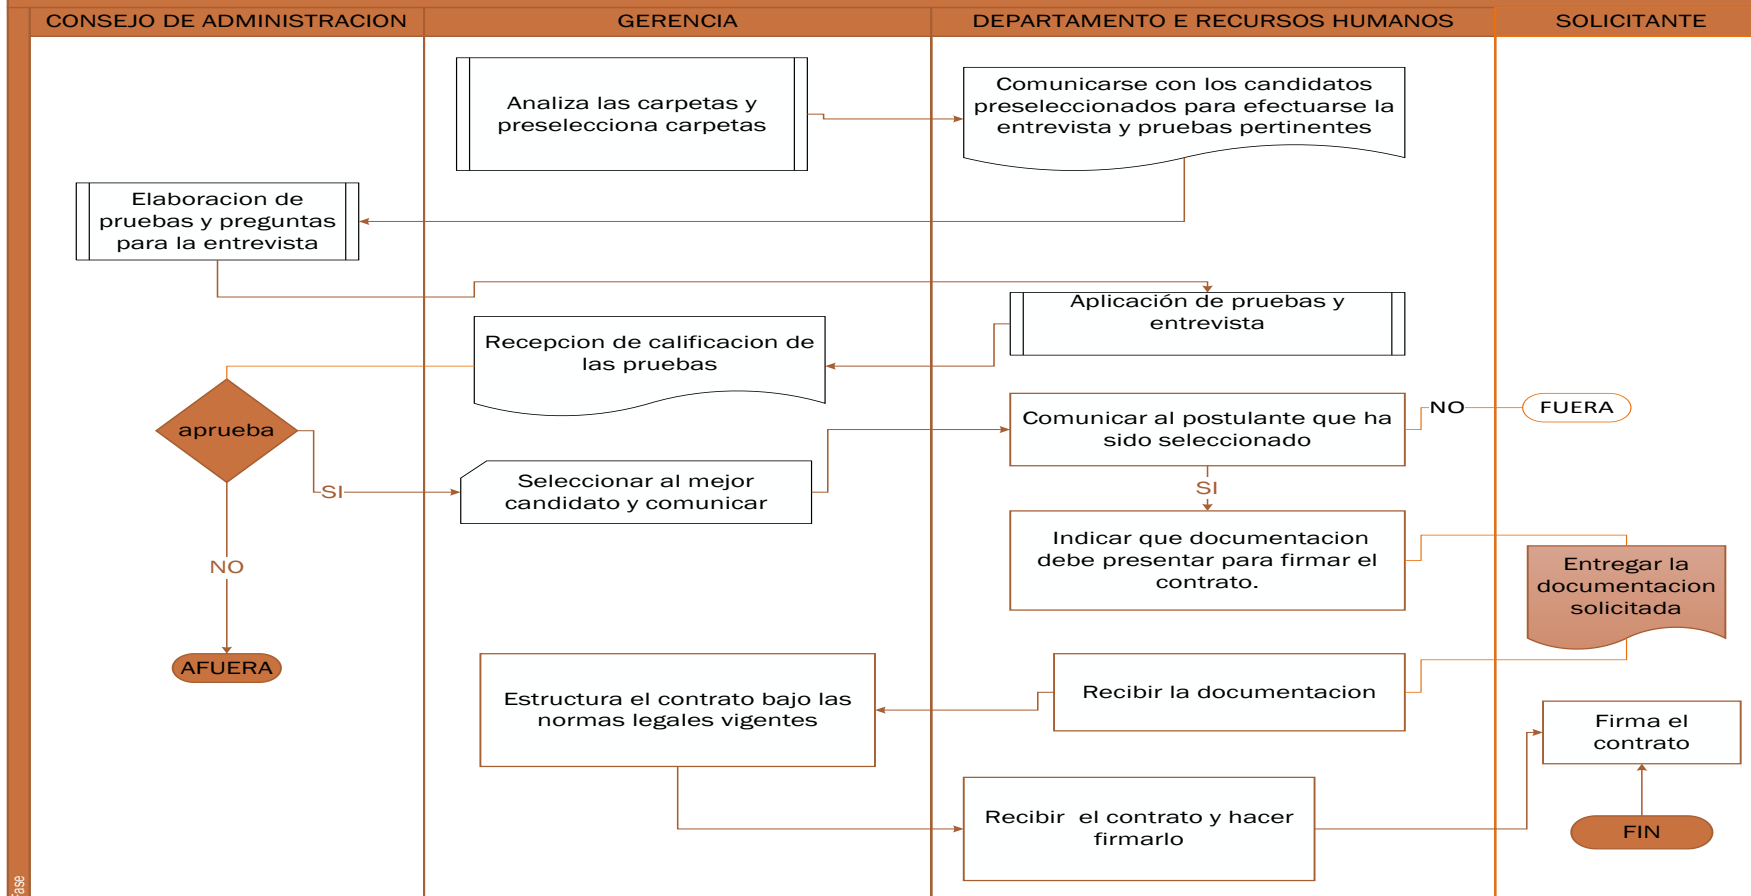 CONSEJO DE ADMINISTRACION
GERENCIA
DEPARTAMENTO E RECURSOS HUMANOS
SOLICITANTE
Analiza las carpetas y
preselecciona carpetas
Comunicarse con los candidatos
preseleccionados para efectuarse la
entrevista y pruebas pertinentes
Elaboracion de
pruebas y preguntas
para la entrevista
Aplicación de pruebas y
entrevista
Recepcion de calificacion de
las pruebas
aprueba
SI
NO
AFUERA
Seleccionar al mejor
candidato y comunicar
Comunicar al postulante que ha
sido seleccionado
NO
FUERA
SI
Indicar que documentacion
debe presentar para firmar el
contrato.
Entregar la
documentacion
solicitada
Recibir la documentacion
Estructura el contrato bajo las
normas legales vigentes
Recibir  el contrato y hacer
firmarlo
Firma el
contrato
FIN